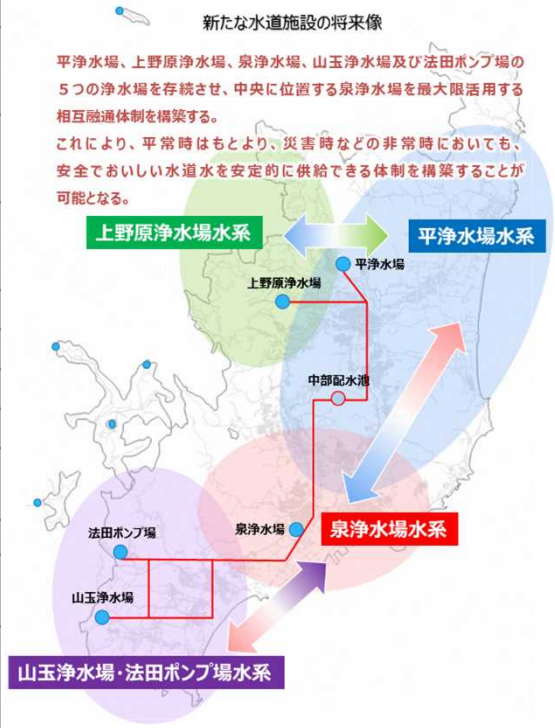 新たな水道施設の将来像
平浄水場、上野原浄水場、泉浄水場、山玉浄水場及び法田ポンプ場の
５つの浄水場を存続させ、中央に位置する泉浄水場を最大限活用する
相互融通体制を構築する。
これにより、平常時はもとより、災害時などの非常時においても、
安全でおいしい水道水を安定的に供給できる体制を構築することが
可能となる。
上野原浄水場水系
平浄水場水系
平浄水場
上野原浄水場
中部配水池
泉浄水場
泉浄水場水系
法田ポンプ場
山玉浄水場
山玉浄水場・法田ポンプ場水系